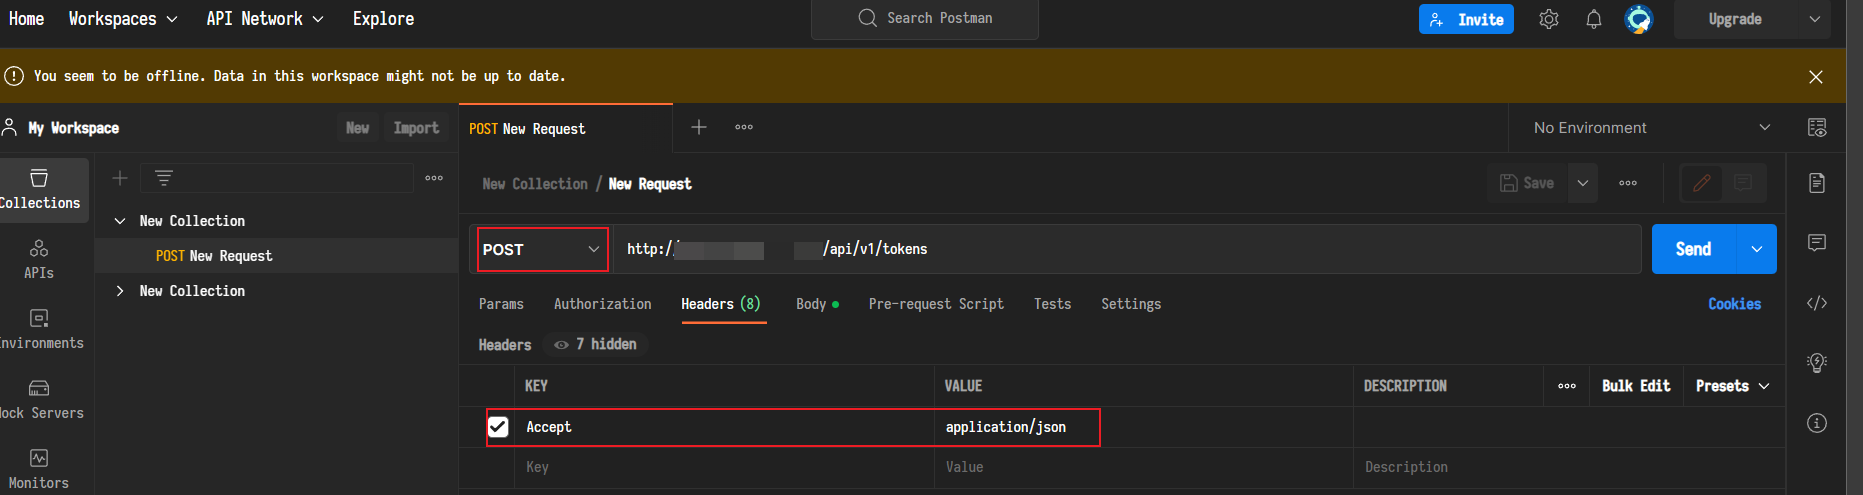 Home Workspaces API Network Explore Search Postman Invite Upgrade
You seem to be offline. Data in this workspace might not be up to date.
My Workspace New Import POST New Request No Environment
Collections
New Collection / New Request Save
New Collection
POST New Request
New Collection
POST http:/ /api/v1/tokens Send
APIs
Params Authorization Headers (8) Body Pre-request Script Tests Settings Cookies
nvironments
Headers 7 hidden
KEY VALUE DESCRIPTION Bulk Edit Presets
ock Servers
Accept application/json
Key Value Description
Monitors